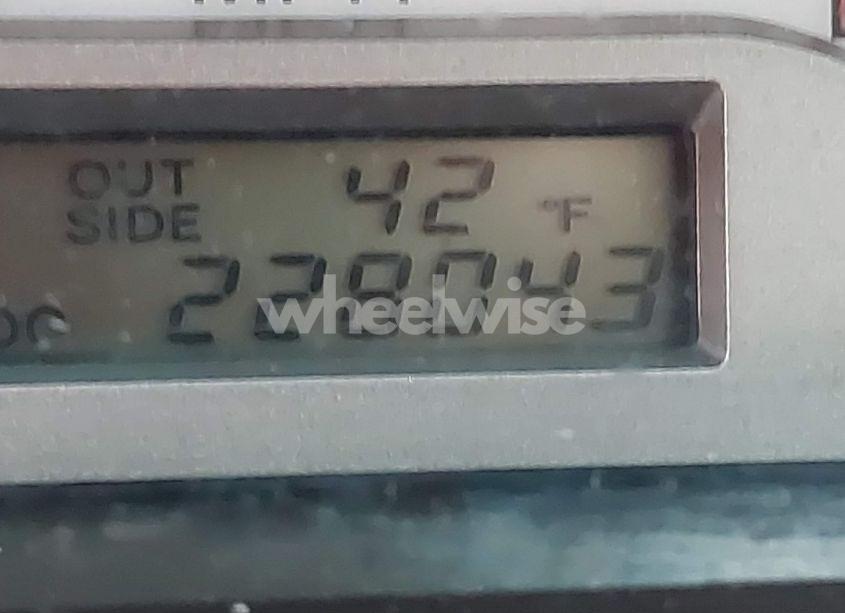 OUT 42 °F
SIDE
228043
wheelwise